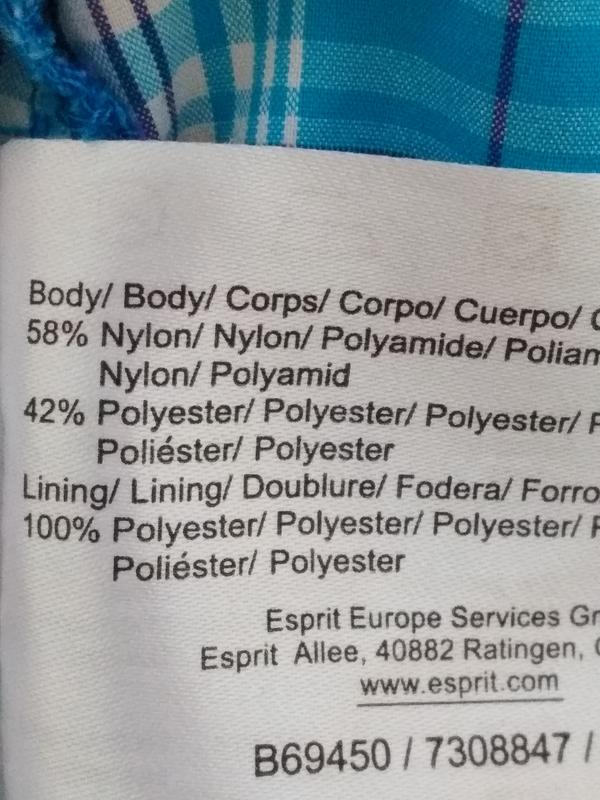 Body/ Body/ Corps/ Corpo/ Cuerpo/
58% Nylon/ Nylon/ Polyamide/ Poliam
Nylon/ Polyamid
42% Polyester/ Polyester/ Polyester/ P
Poliéster/ Polyester
Lining/ Lining/ Doublure/ Fodera/ Forro
100% Polyester/ Polyester/ Polyester/ P
Poliéster/ Polyester
Esprit Europe Services G
Esprit Allee, 40882 Ratingen,
www.esprit.com
B69450 / 7308847 /